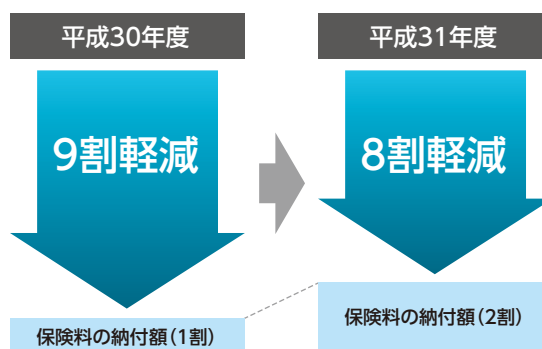 平成30年度
平成31年度
9割軽減
8割軽減
保険料の納付額(1割)
保険料の納付額(2割)